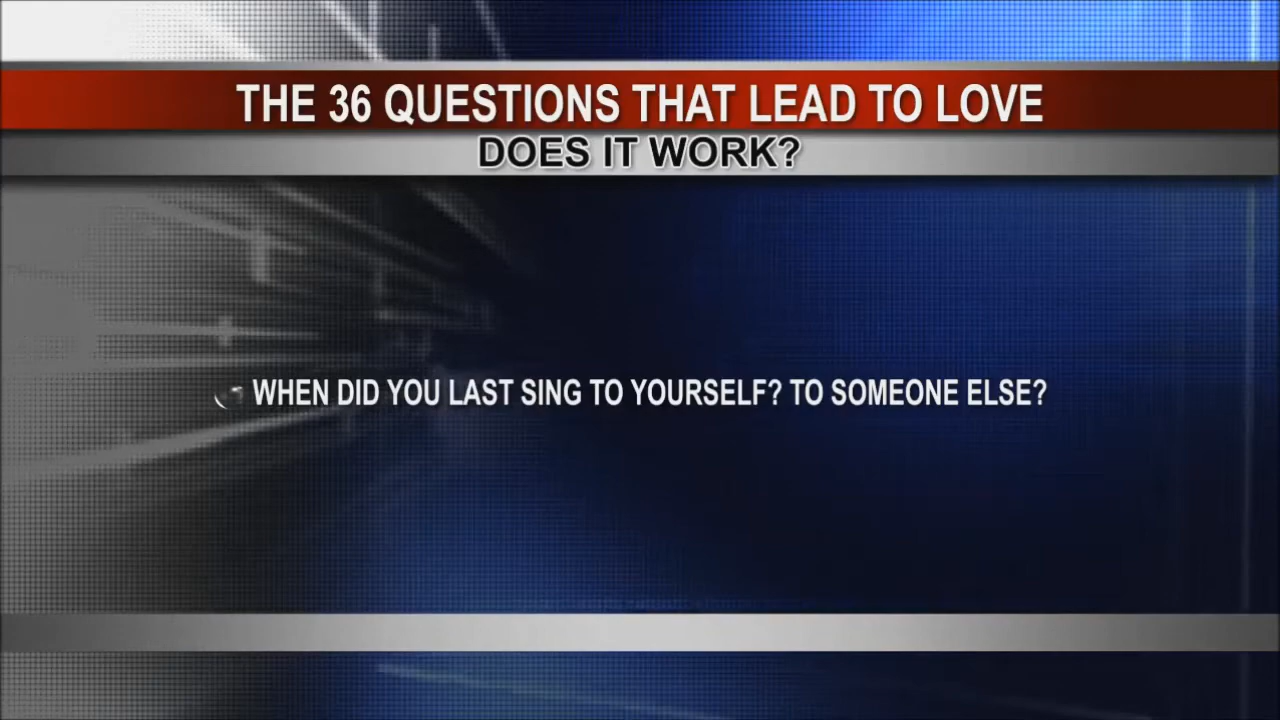 THE 36 QUESTIONS THAT LEAD TO LOVE
DOES IT WORK?
WHEN DID YOU LAST SING TO YOURSELF? TO SOMEONE ELSE?